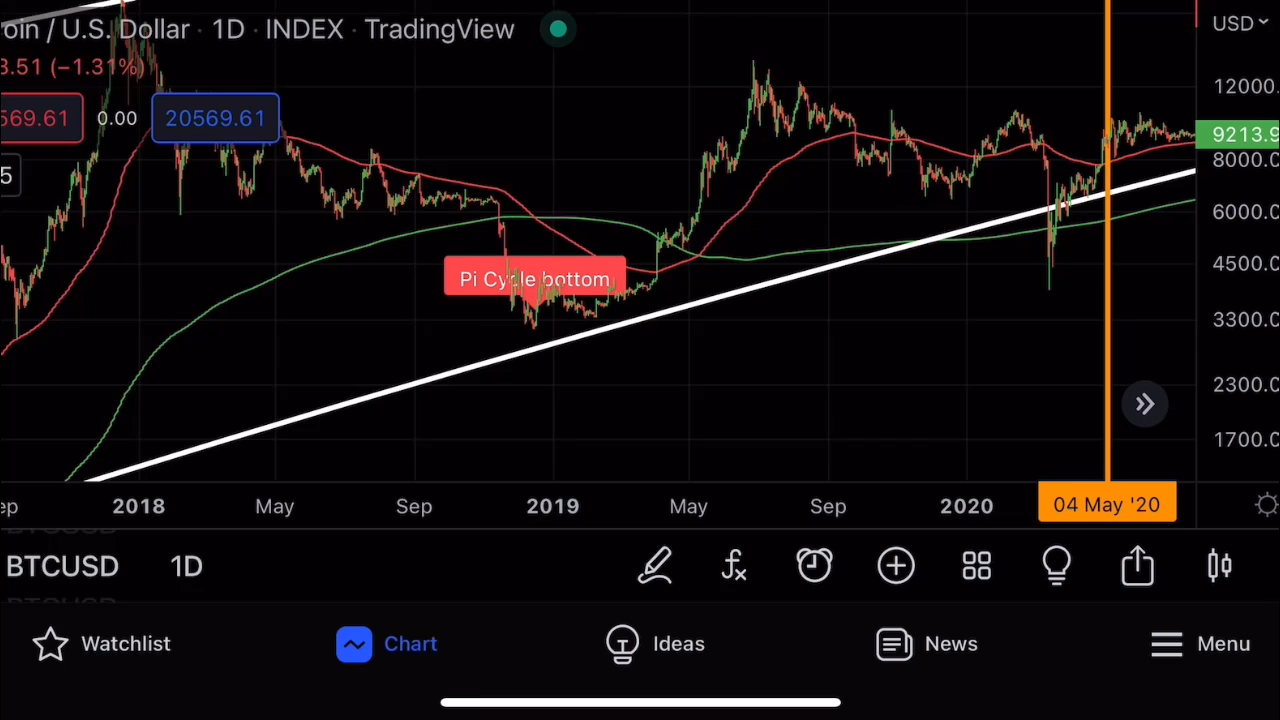 oin / U.S. Dollar · 1D · INDEX · TradingView
USD
3.51 (−1.31%)
569.61
0.00
20569.61
5
12000.
9213.9
8000.0
6000.0
4500.0
3300.0
2300.0
1700.0
Pi Cycle bottom
ep
2018
May
Sep
2019
May
Sep
2020
04 May '20
BTCUSD
1D
Watchlist
Chart
Ideas
News
Menu